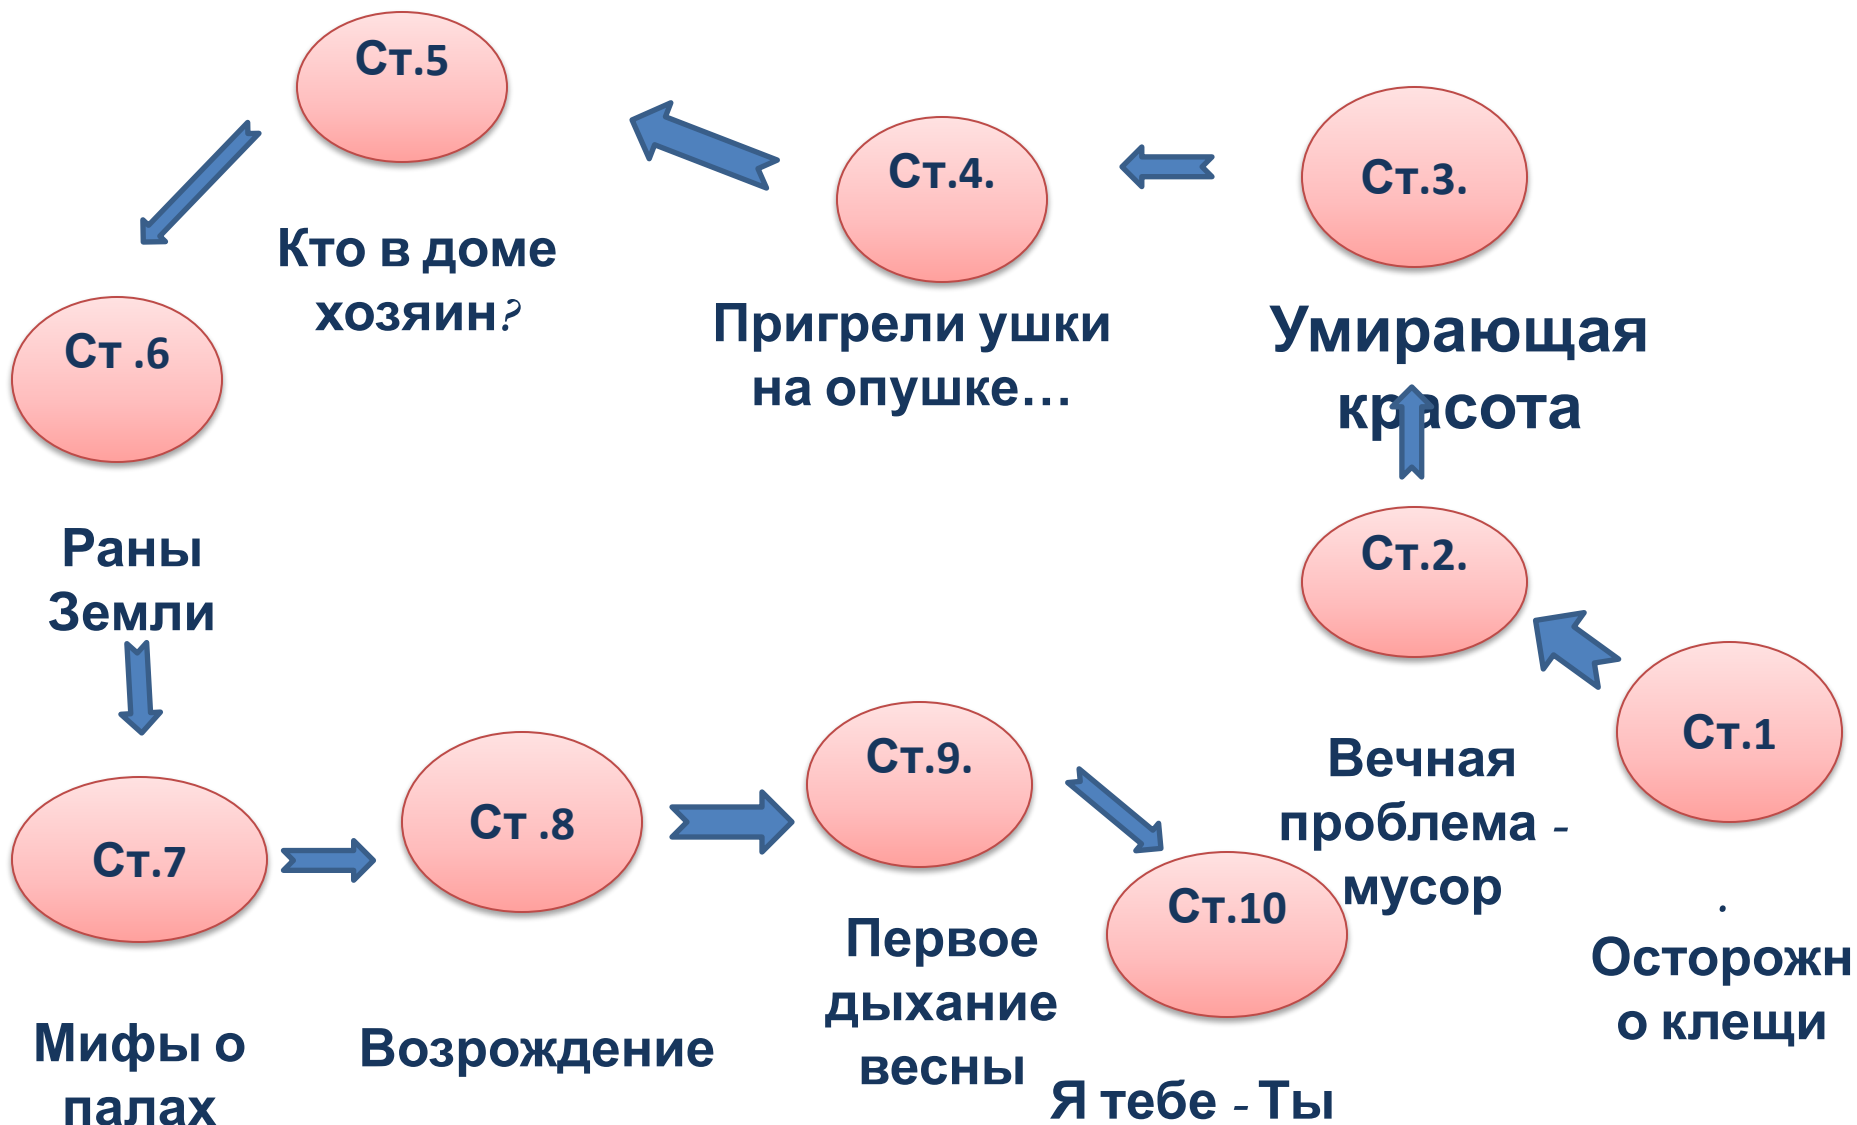 Ст.5
Кто в доме
хозяин?
Ст.4.
Пригрели ушки
на опушке...
Ст.3.
Умирающая
красота
Ст .6
Раны
Земли
Ст.2.
Вечная
проблема -
мусор
Ст.1
.
Осторожн
о клещи
Ст.7
Мифы о
палах
Ст .8
Возрождение
Ст.9.
Первое
дыхание
весны
Ст.10
Я тебе - Ты